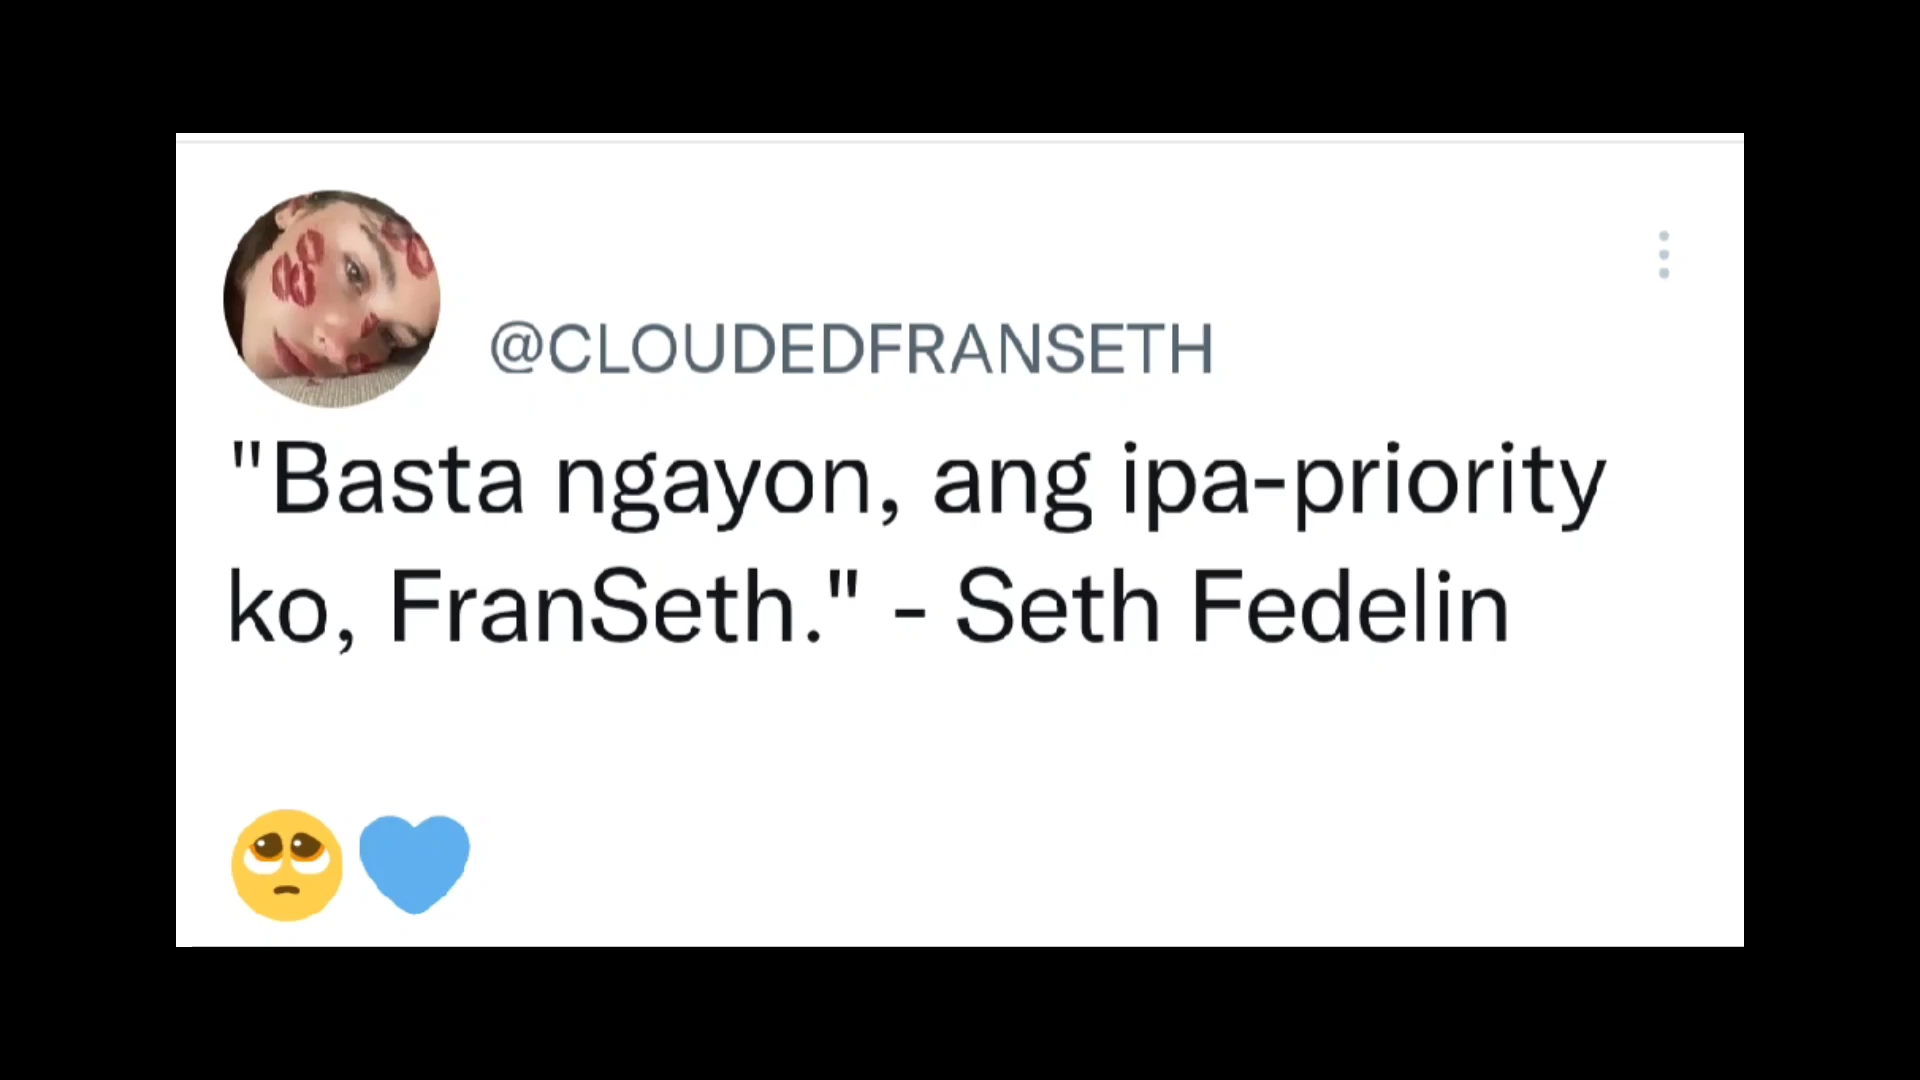 @CLOUDEDFRANSETH
"Basta ngayon, ang ipa-priority
ko, FranSeth." - Seth Fedelin
🥺💙